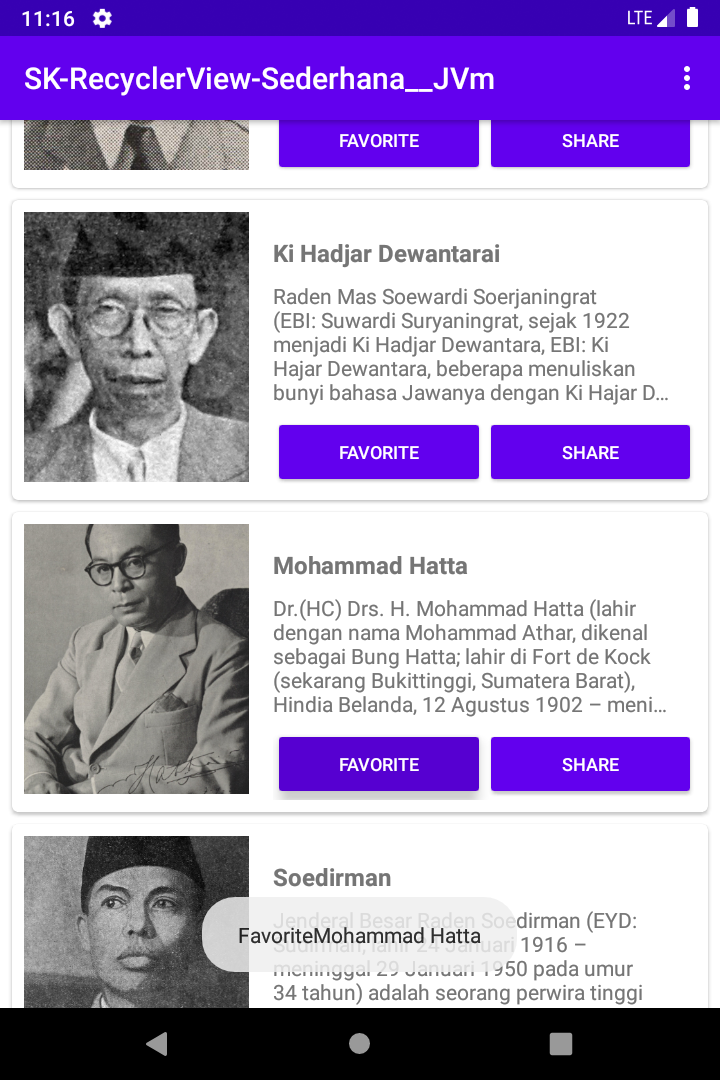 11:16 LTE
SK-RecyclerView-Sederhana__JVm
FAVORITE SHARE
Ki Hadjar Dewantarai
Raden Mas Soewardi Soerjaningrat
(EBI: Suwardi Suryaningrat, sejak 1922
menjadi Ki Hadjar Dewantara, EBI: Ki
Hajar Dewantara, beberapa menuliskan
bunyi bahasa Jawanya dengan Ki Hajar D…
FAVORITE SHARE
Mohammad Hatta
Dr.(HC) Drs. H. Mohammad Hatta (lahir
dengan nama Mohammad Athar, dikenal
sebagai Bung Hatta; lahir di Fort de Kock
(sekarang Bukittinggi, Sumatera Barat),
Hindia Belanda, 12 Agustus 1902 – meni…
FAVORITE SHARE
Soedirman
Jenderal Besar Raden Soedirman (EYD:
Sudirman; lahir 24 Januari 1916 –
FavoriteMohammad Hatta
meninggal 29 Januari 1950 pada umur
34 tahun) adalah seorang perwira tinggi